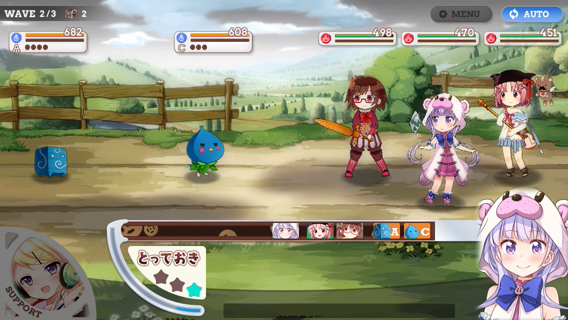 WAVE 2/3 2
MENU
AUTO
682
A
608
C
498
470
451
A
C
とっておき
SUPPORT